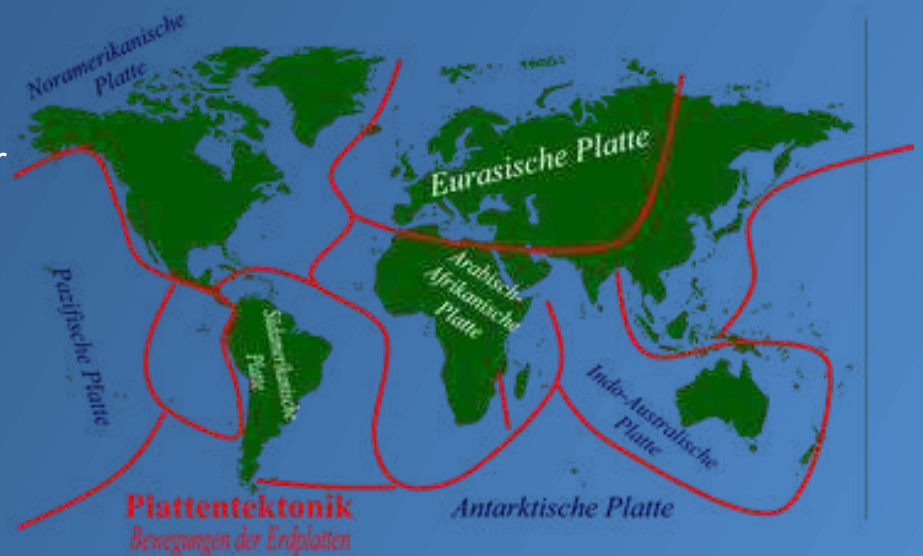 Noramerikanische
Platte
r
Eurasische Platte
Arabisch-
Afrikanische
Platte
Pazifische Platte
Südamerikanische
Platte
Indo-Australische
Platte
Antarktische Platte
Plattentektonik
Bewegungen der Erdplatten